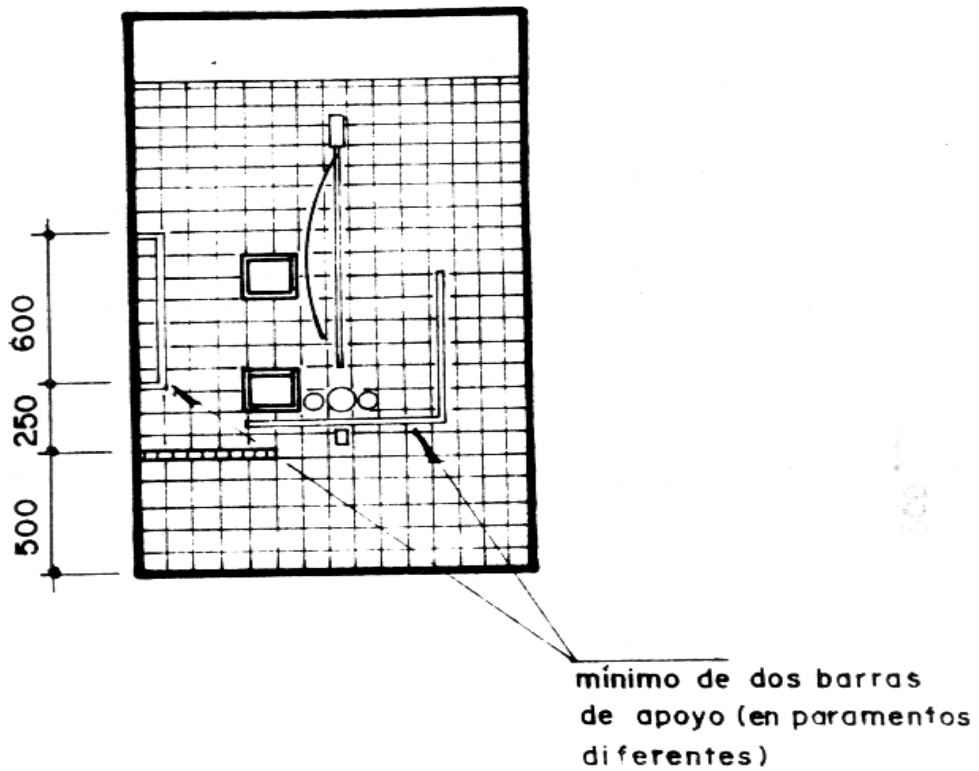 600
250
500
mínimo de dos barras
de apoyo (en paramentos
diferentes)